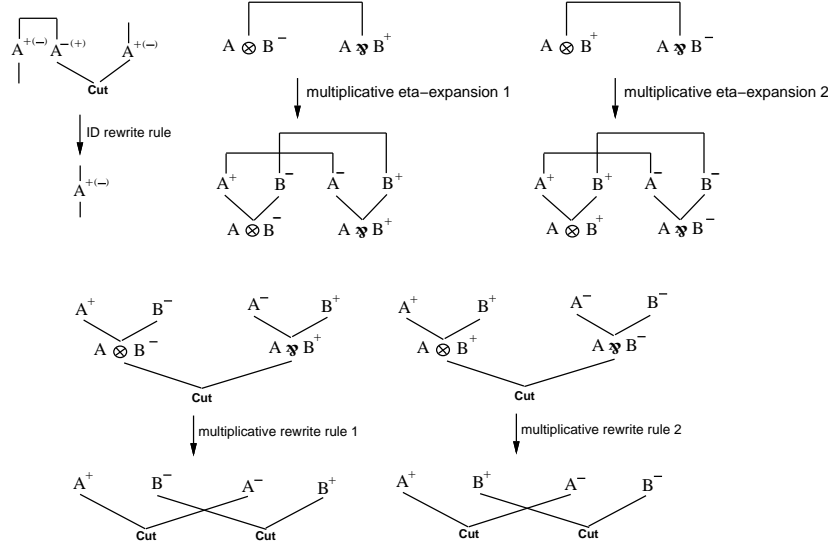 A⁺⁽⁻⁾ A⁻⁽⁺⁾ A⁺⁽⁻⁾
Cut
ID rewrite rule
A⁺⁽⁻⁾
A ⊗ B⁻ A ⅋ B⁺
multiplicative eta−expansion 1
A⁺ B⁻ A⁻ B⁺
A ⊗ B⁻ A ⅋ B⁺
A ⊗ B⁺ A ⅋ B⁻
multiplicative eta−expansion 2
A⁺ B⁺ A⁻ B⁻
A ⊗ B⁺ A ⅋ B⁻
A⁺ B⁻ A⁻ B⁺
A ⊗ B⁻ A ⅋ B⁺
Cut
multiplicative rewrite rule 1
A⁺ B⁻ A⁻ B⁺
Cut Cut
A⁺ B⁺ A⁻ B⁻
A ⊗ B⁺ A ⅋ B⁻
Cut
multiplicative rewrite rule 2
A⁺ B⁺ A⁻ B⁻
Cut Cut